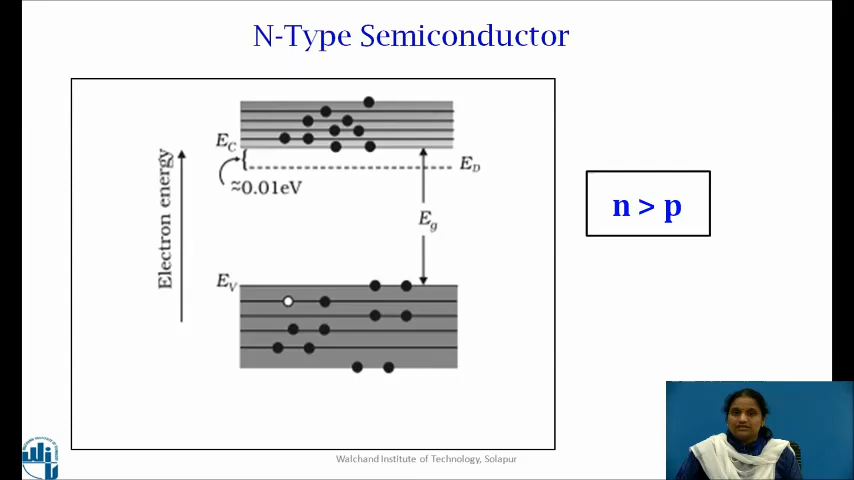 N-Type Semiconductor
E_C
E_D
≈0.01eV
Electron energy
E_g
E_V
n > p
Walchand Institute of Technology, Solapur